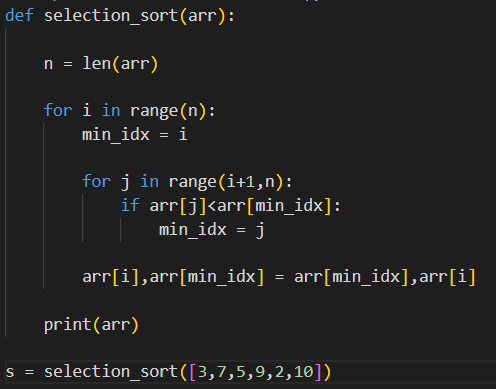 def selection_sort(arr):
n = len(arr)
for i in range(n):
min_idx = i
for j in range(i+1,n):
if arr[j]<arr[min_idx]:
min_idx = j
arr[i],arr[min_idx] = arr[min_idx],arr[i]
print(arr)
s = selection_sort([3,7,5,9,2,10])